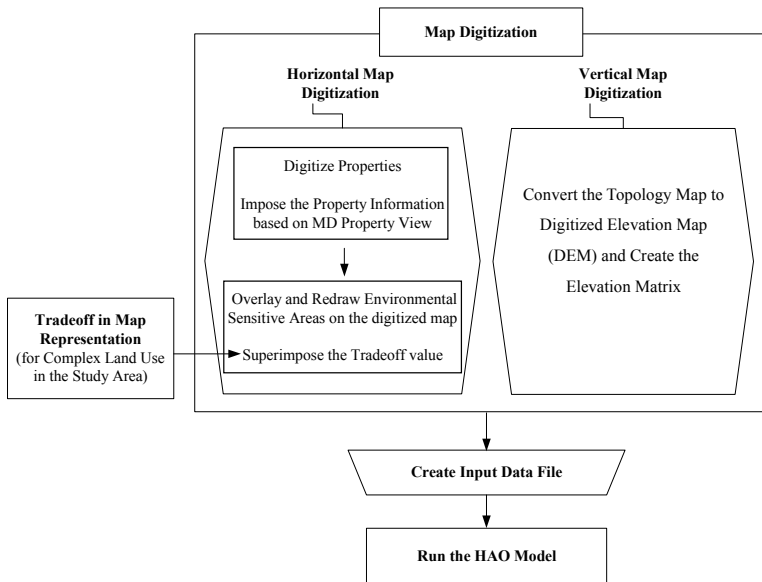 Map Digitization
Horizontal Map
Digitization
Vertical Map
Digitization
Digitize Properties
Impose the Property Information
based on MD Property View
Convert the Topology Map to
Digitized Elevation Map
(DEM) and Create the
Elevation Matrix
Overlay and Redraw Environmental
Sensitive Areas on the digitized map
Superimpose the Tradeoff value
Tradeoff in Map
Representation
(for Complex Land Use
in the Study Area)
Create Input Data File
Run the HAO Model